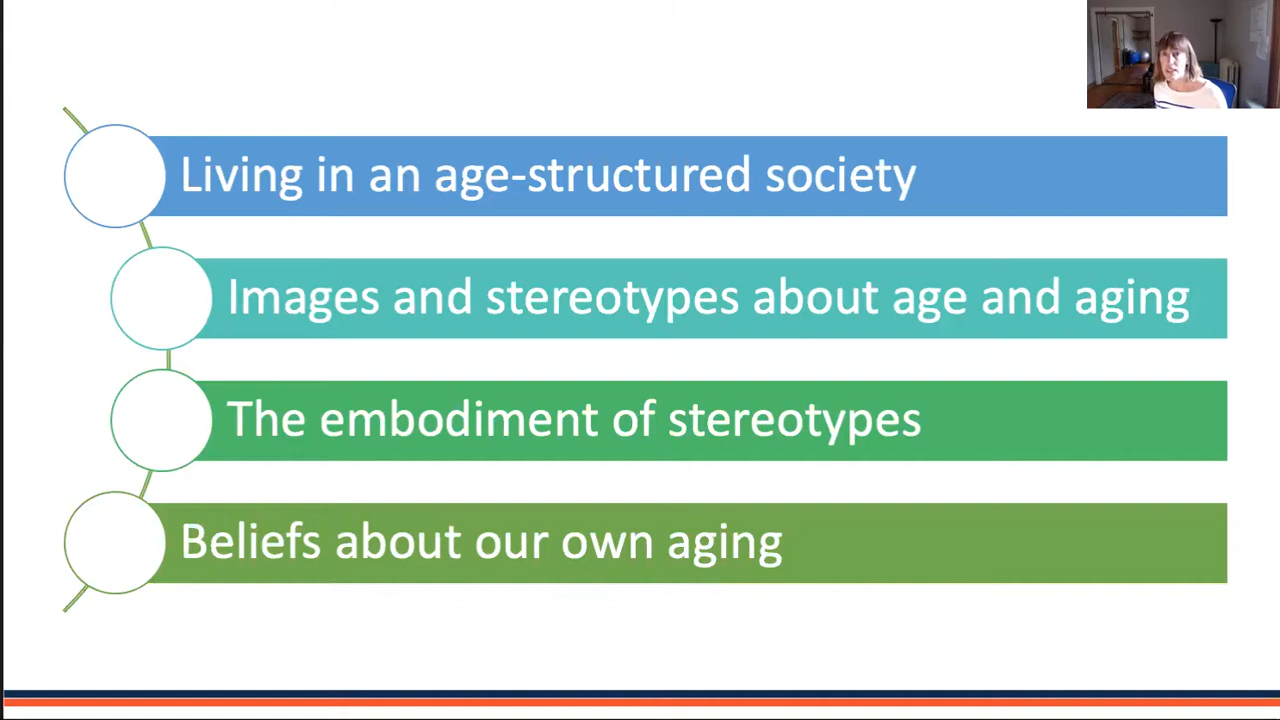 Living in an age-structured society
Images and stereotypes about age and aging
The embodiment of stereotypes
Beliefs about our own aging